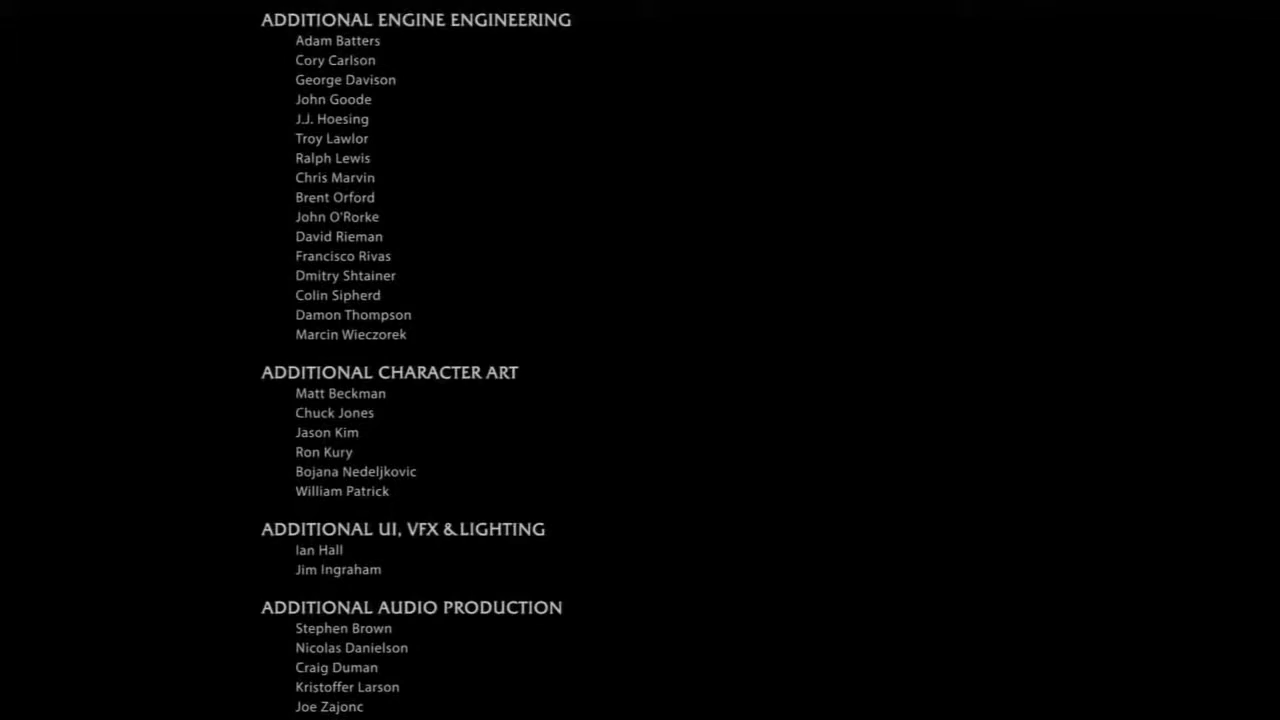 ADDITIONAL ENGINE ENGINEERING
Adam Batters
Cory Carlson
George Davison
John Goode
J.J. Hoesing
Troy Lawlor
Ralph Lewis
Chris Marvin
Brent Orford
John O'Rorke
David Rieman
Francisco Rivas
Dmitry Shtainer
Colin Sipherd
Damon Thompson
Marcin Wieczorek
ADDITIONAL CHARACTER ART
Matt Beckman
Chuck Jones
Jason Kim
Ron Kury
Bojana Nedeljkovic
William Patrick
ADDITIONAL UI, VFX & LIGHTING
Ian Hall
Jim Ingraham
ADDITIONAL AUDIO PRODUCTION
Stephen Brown
Nicolas Danielson
Craig Duman
Kristoffer Larson
Joe Zajonc